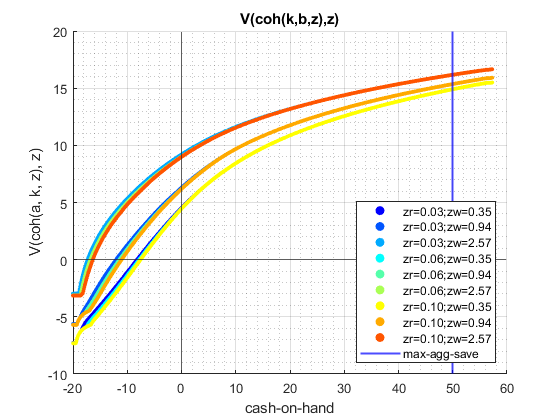 V(coh(k,b,z),z)
20
15
10
5
0
-5
-10
V(coh(a, k, z), z)
zr=0.03;zw=0.35
zr=0.03;zw=0.94
zr=0.03;zw=2.57
zr=0.06;zw=0.35
zr=0.06;zw=0.94
zr=0.06;zw=2.57
zr=0.10;zw=0.35
zr=0.10;zw=0.94
zr=0.10;zw=2.57
max-agg-save
-20 -10 0 10 20 30 40 50 60
cash-on-hand